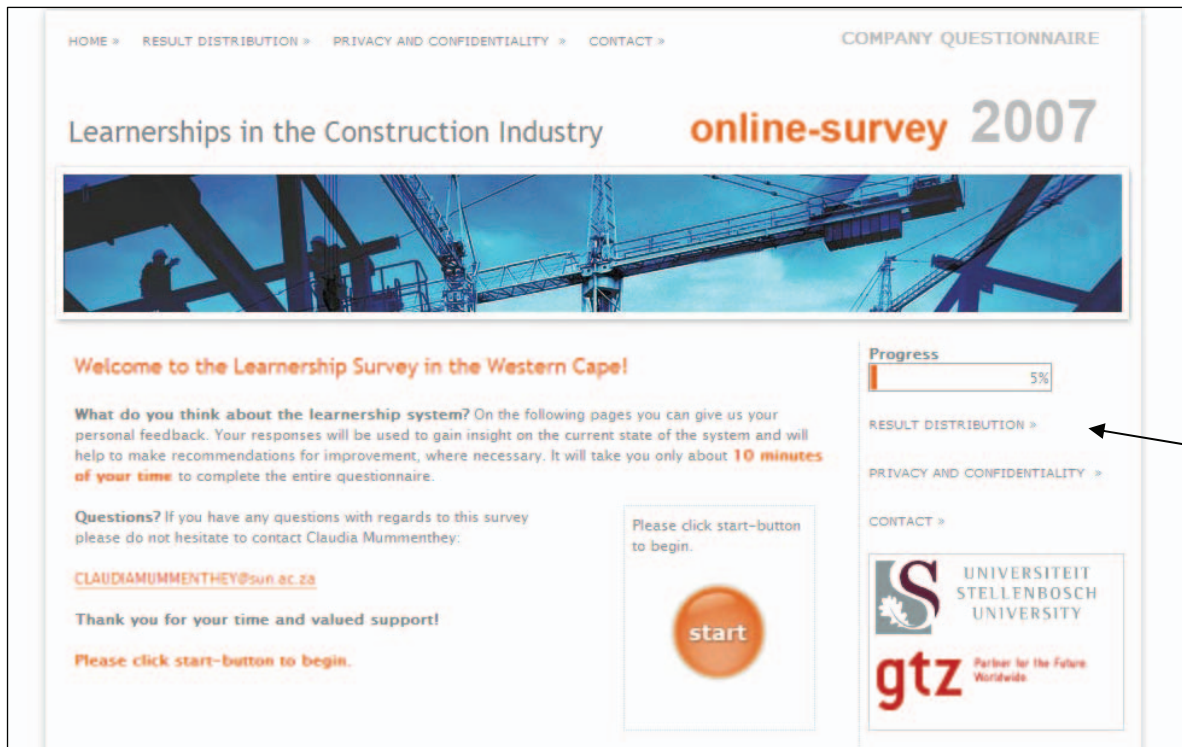 HOME » RESULT DISTRIBUTION » PRIVACY AND CONFIDENTIALITY » CONTACT »
COMPANY QUESTIONNAIRE
Learnerships in the Construction Industry
online-survey 2007
Welcome to the Learnership Survey in the Western Cape!
What do you think about the learnership system? On the following pages you can give us your
personal feedback. Your responses will be used to gain insight on the current state of the system and will
help to make recommendations for improvement, where necessary. It will take you only about 10 minutes
of your time to complete the entire questionnaire.
Questions? If you have any questions with regards to this survey
please do not hesitate to contact Claudia Mummenthey:
CLAUDIAMUMMENTHEY@sun.ac.za
Thank you for your time and valued support!
Please click start-button to begin.
Please click start-button
to begin.
start
Progress
5%
RESULT DISTRIBUTION »
PRIVACY AND CONFIDENTIALITY »
CONTACT »
UNIVERSITEIT
STELLENBOSCH
UNIVERSITY
gtz
Partner for the Future.
Worldwide.